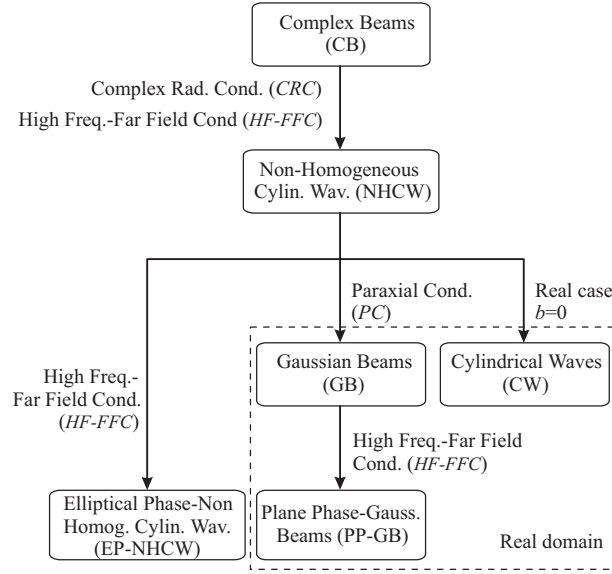 Complex Beams
(CB)
Complex Rad. Cond. (CRC)
High Freq.-Far Field Cond (HF-FFC)
Non-Homogeneous
Cylin. Wav. (NHCW)
Paraxial Cond.
(PC)
Real case
b=0
Gaussian Beams
(GB)
Cylindrical Waves
(CW)
High Freq.-
Far Field Cond.
(HF-FFC)
High Freq.-Far Field
Cond. (HF-FFC)
Elliptical Phase-Non
Homog. Cylin. Wav.
(EP-NHCW)
Plane Phase-Gauss.
Beams (PP-GB)
Real domain